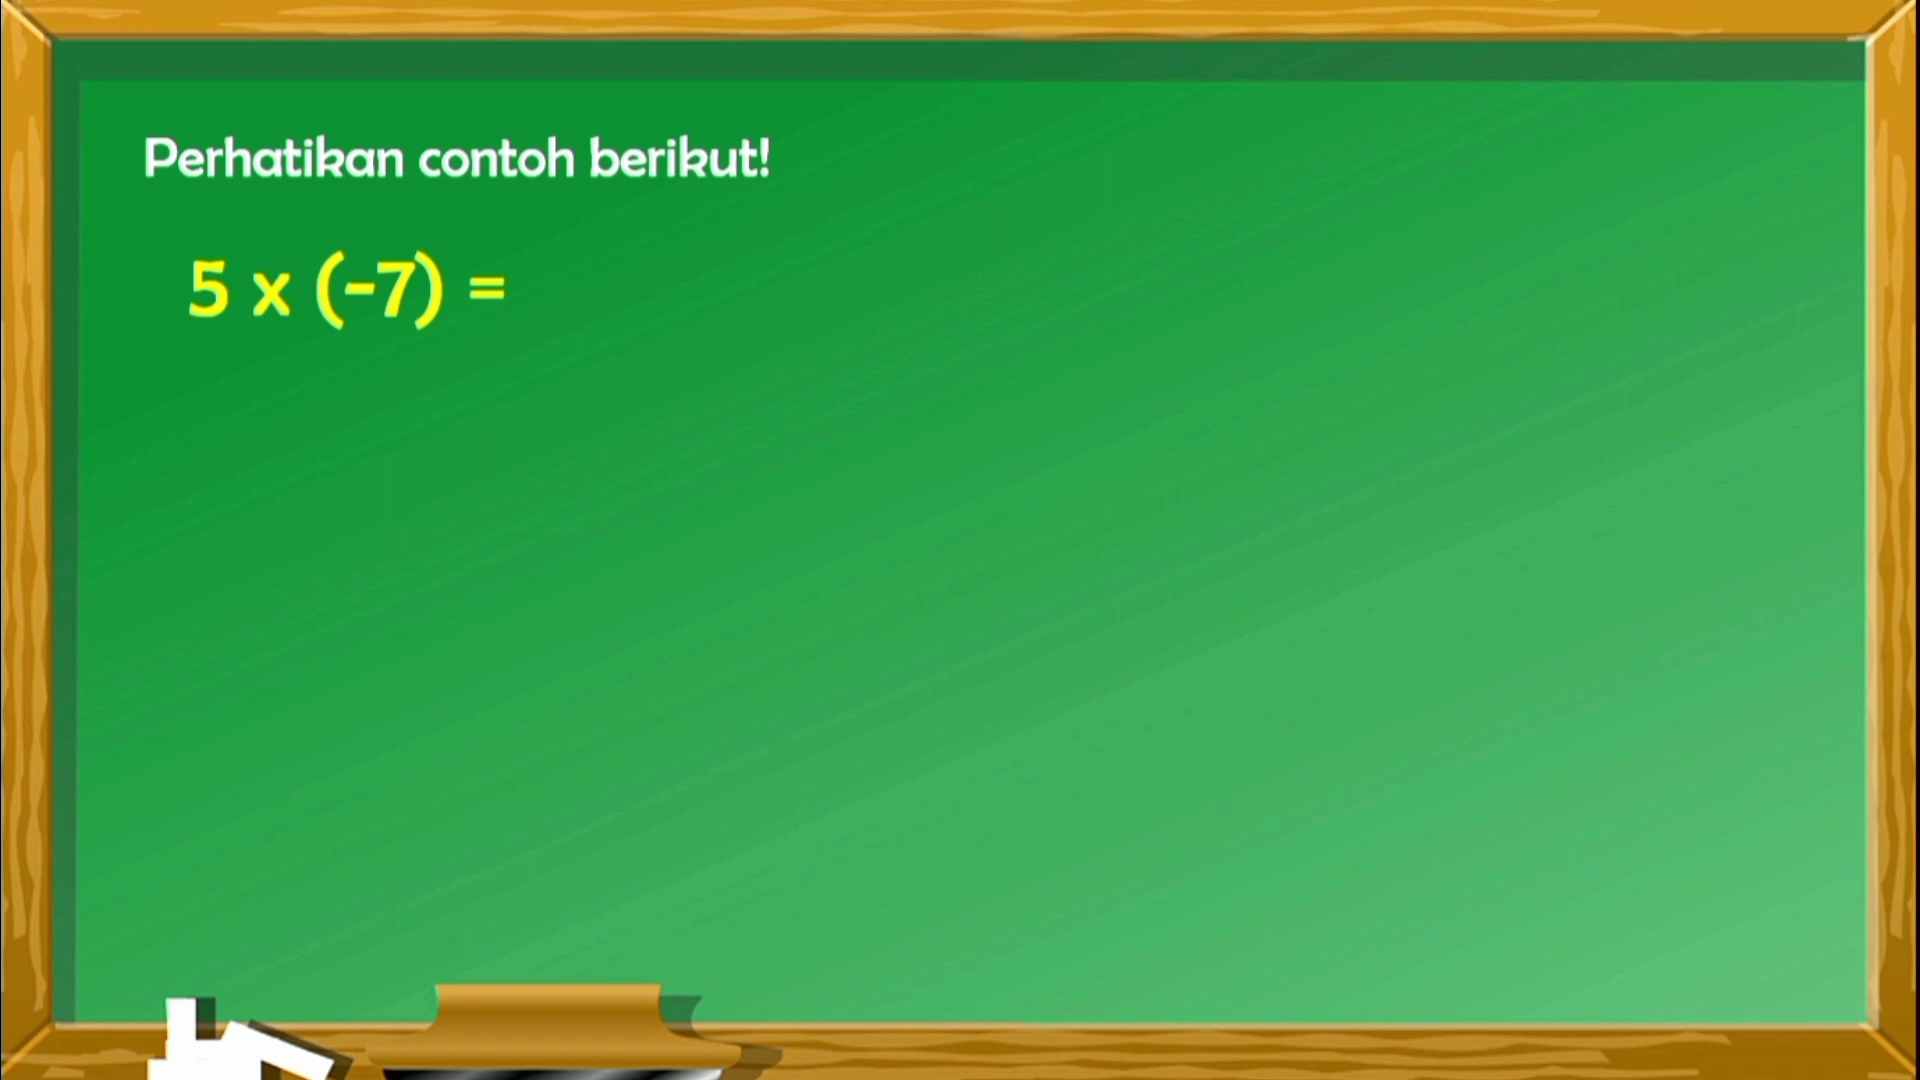 Perhatikan contoh berikut!
5 x (-7) =